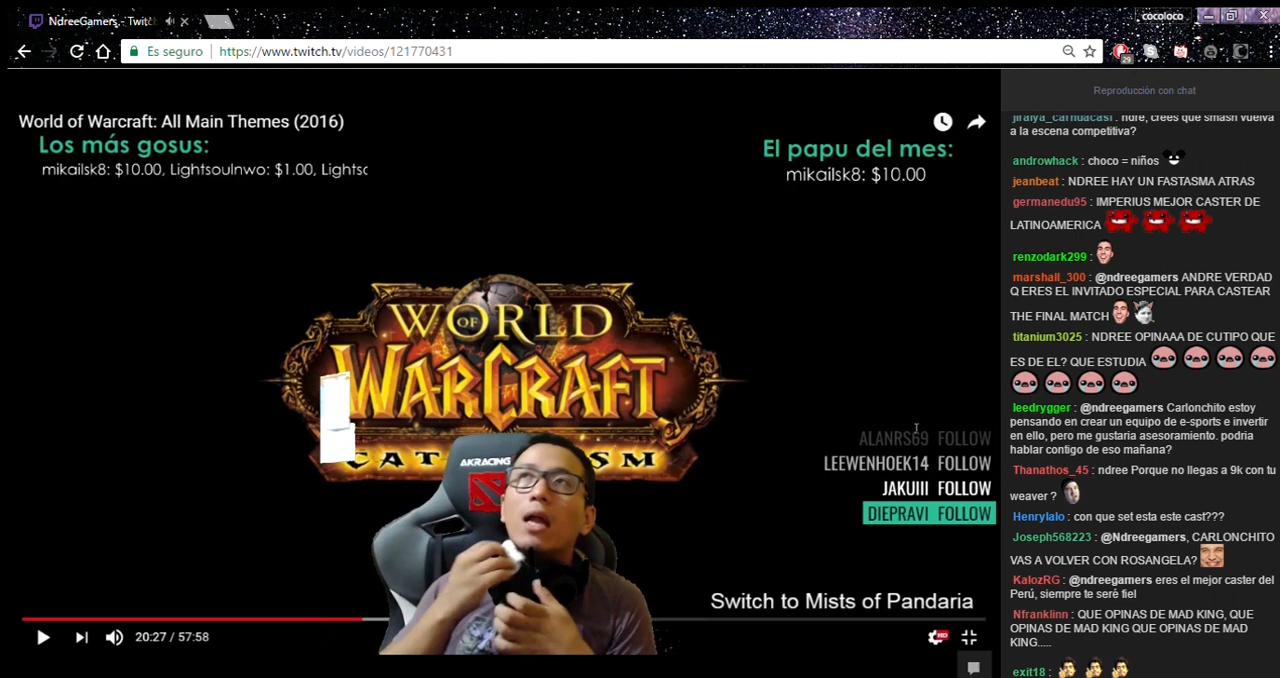 NdreeGamers - Twitch
cocoloco
Es seguro
https://www.twitch.tv/videos/121770431
29
World of Warcraft: All Main Themes (2016)
Los más gosus:
mikailsk8: $10.00, Lightsoulnwo: $1.00, Lightsc
El papu del mes:
mikailsk8: $10.00
WORLD OF WARCRAFT
AKRACING
ALANRS69 FOLLOW
LEEWENHOEK14 FOLLOW
JAKUIII FOLLOW
DIEPRAVI FOLLOW
Switch to Mists of Pandaria
20:27 / 57:58
HD
Reproducción con chat
jiraiya_carhuacasi : ndre, crees que smash vuelva
a la escena competitiva?
androwhack : choco = niños
jeanbeat : NDREE HAY UN FASTASMA ATRAS
germanedu95 : IMPERIUS MEJOR CASTER DE
LATINOAMERICA
renzodark299 :
marshall_300 : @ndreegamers ANDRE VERDAD
Q ERES EL INVITADO ESPECIAL PARA CASTEAR
THE FINAL MATCH
titanium3025 : NDREE OPINAAA DE CUTIPO QUE
ES DE EL? QUE ESTUDIA
leedrygger : @ndreegamers Carlonchito estoy
pensando en crear un equipo de e-sports e invertir
en ello, pero me gustaria asesoramiento. podria
hablar contigo de eso mañana?
Thanathos_45 : ndree Porque no llegas a 9k con tu
weaver ?
Henrylalo : con que set esta este cast???
Joseph568223 : @Ndreegamers, CARLONCHITO
VAS A VOLVER CON ROSANGELA?
KalozRG : @ndreegamers eres el mejor caster del
Perú, siempre te seré fiel
Nfranklinn : QUE OPINAS DE MAD KING, QUE
OPINAS DE MAD KING QUE OPINAS DE MAD
KING.....
exit18 :